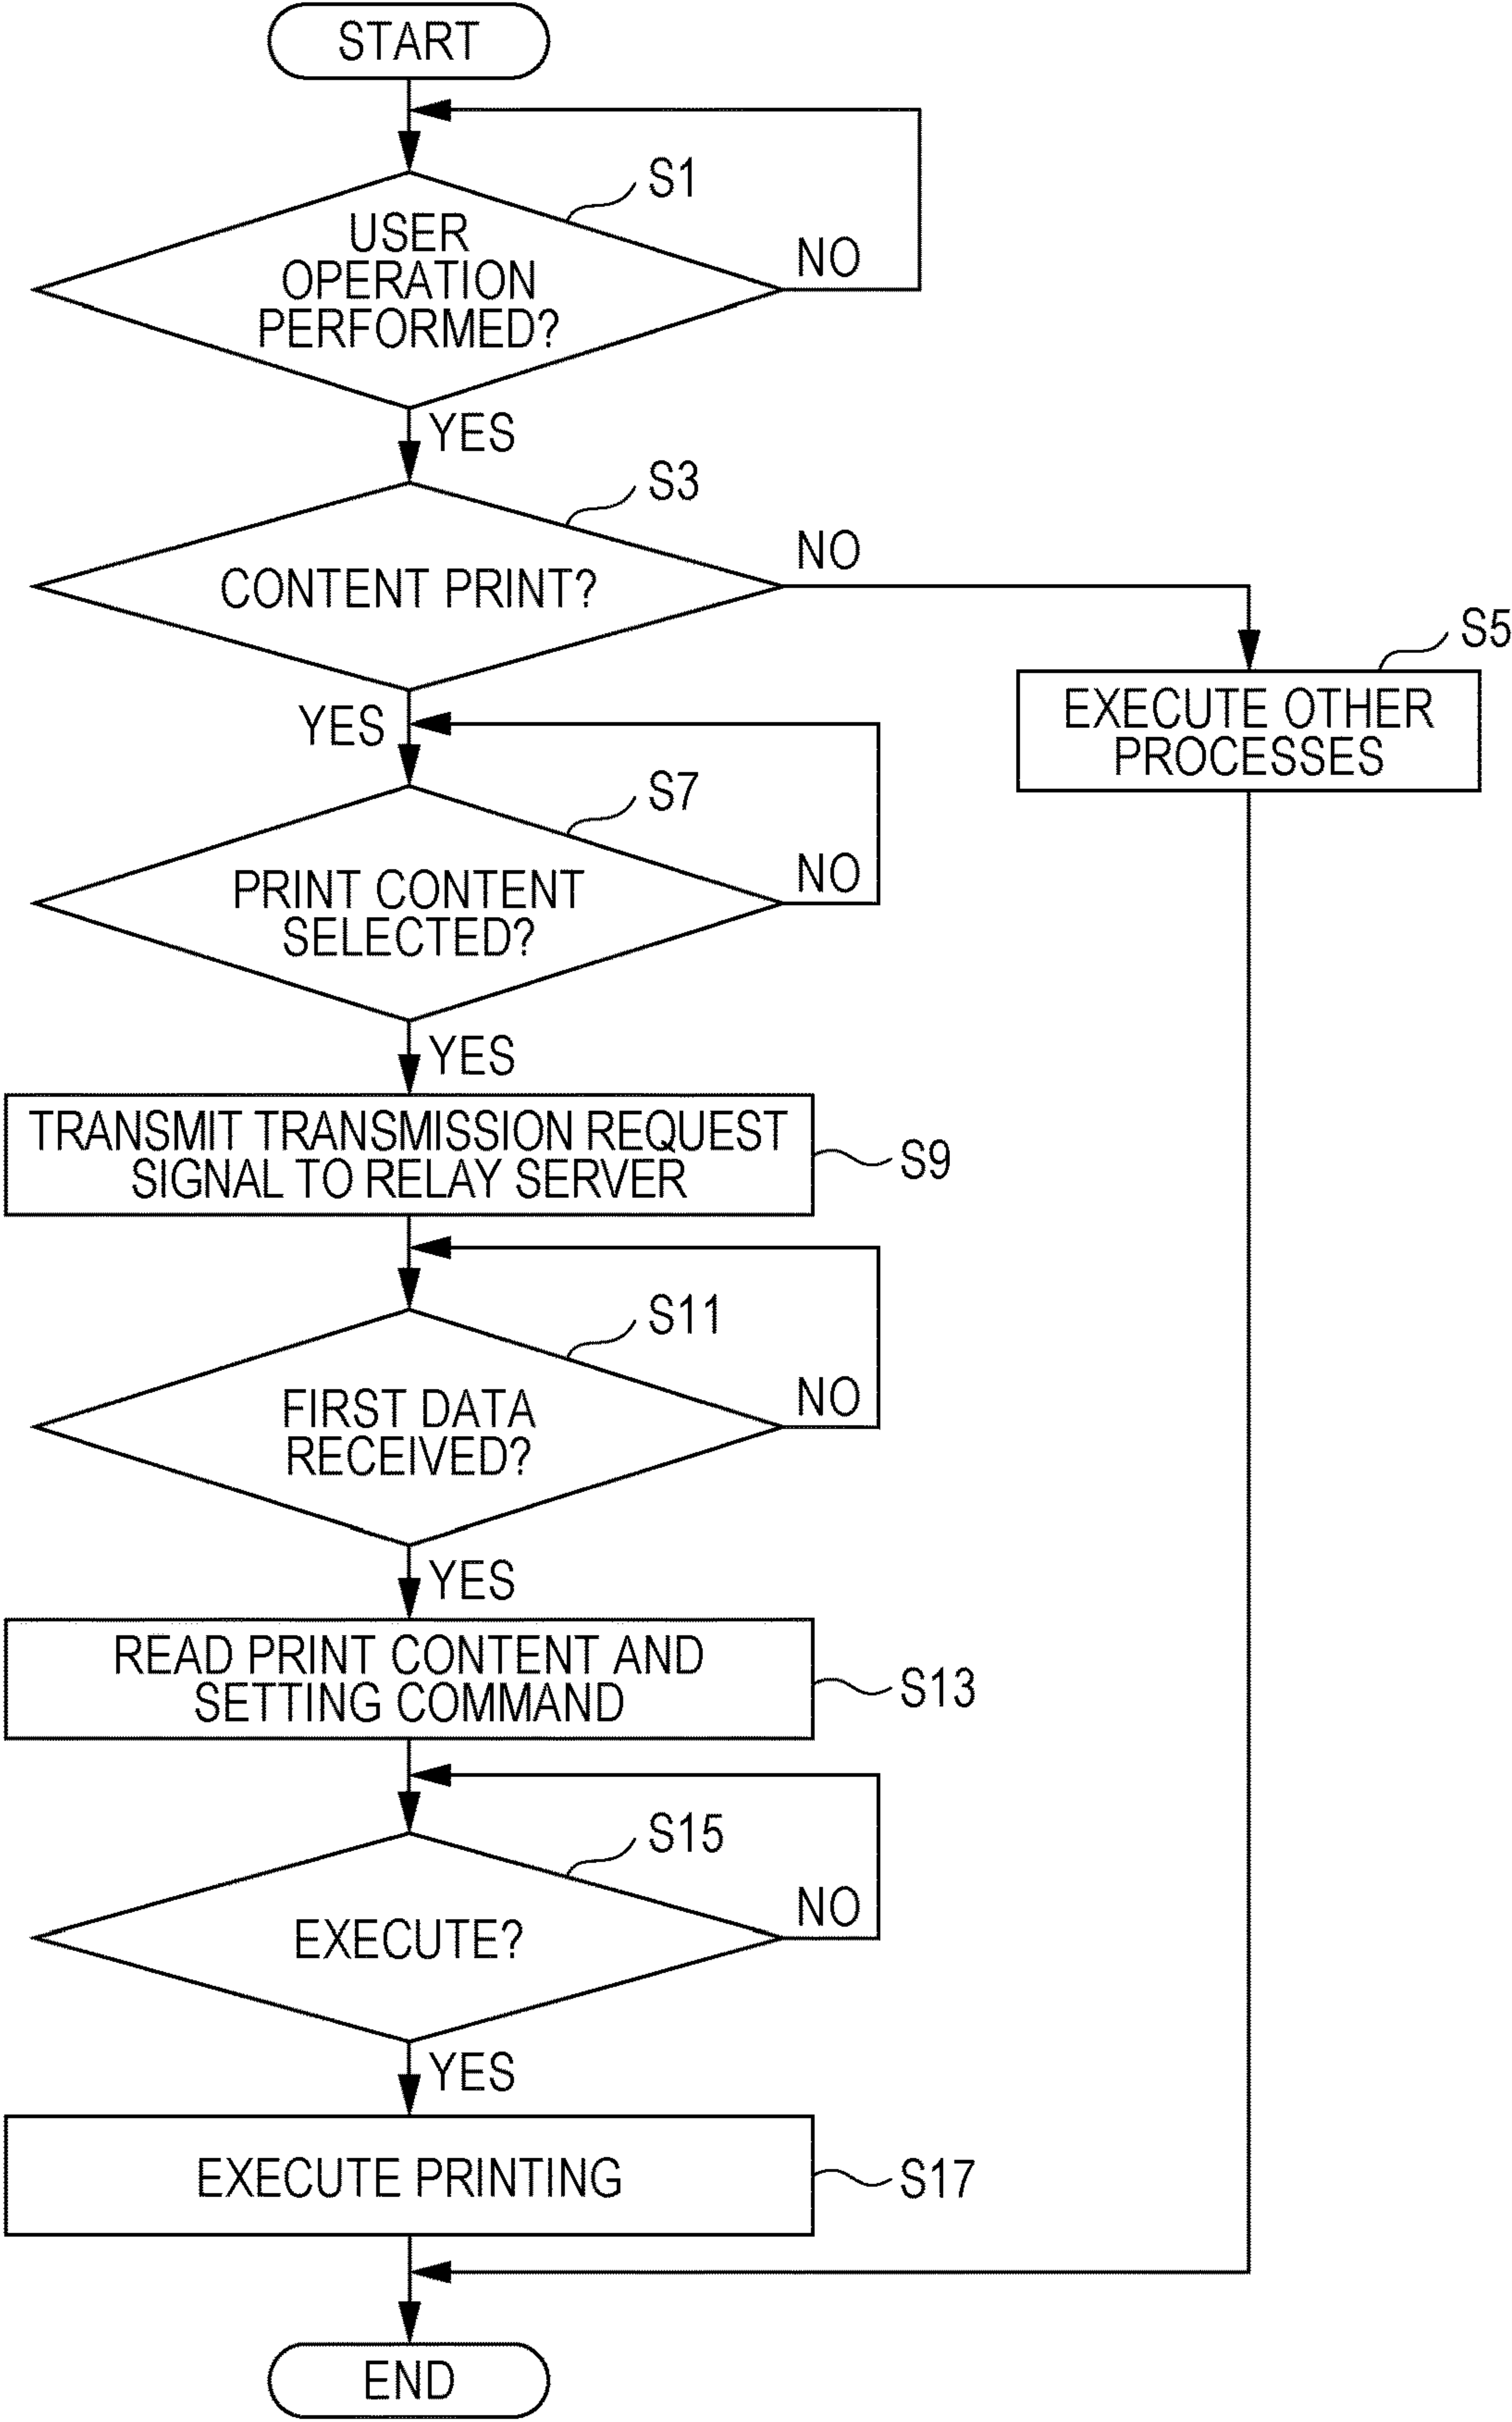 START
S1
USER
OPERATION
PERFORMED?
NO
YES
S3
CONTENT PRINT?
NO
S5
EXECUTE OTHER
PROCESSES
YES
S7
PRINT CONTENT
SELECTED?
NO
YES
TRANSMIT TRANSMISSION REQUEST
SIGNAL TO RELAY SERVER
S9
S11
FIRST DATA
RECEIVED?
NO
YES
READ PRINT CONTENT AND
SETTING COMMAND
S13
S15
EXECUTE?
NO
YES
EXECUTE PRINTING
S17
END